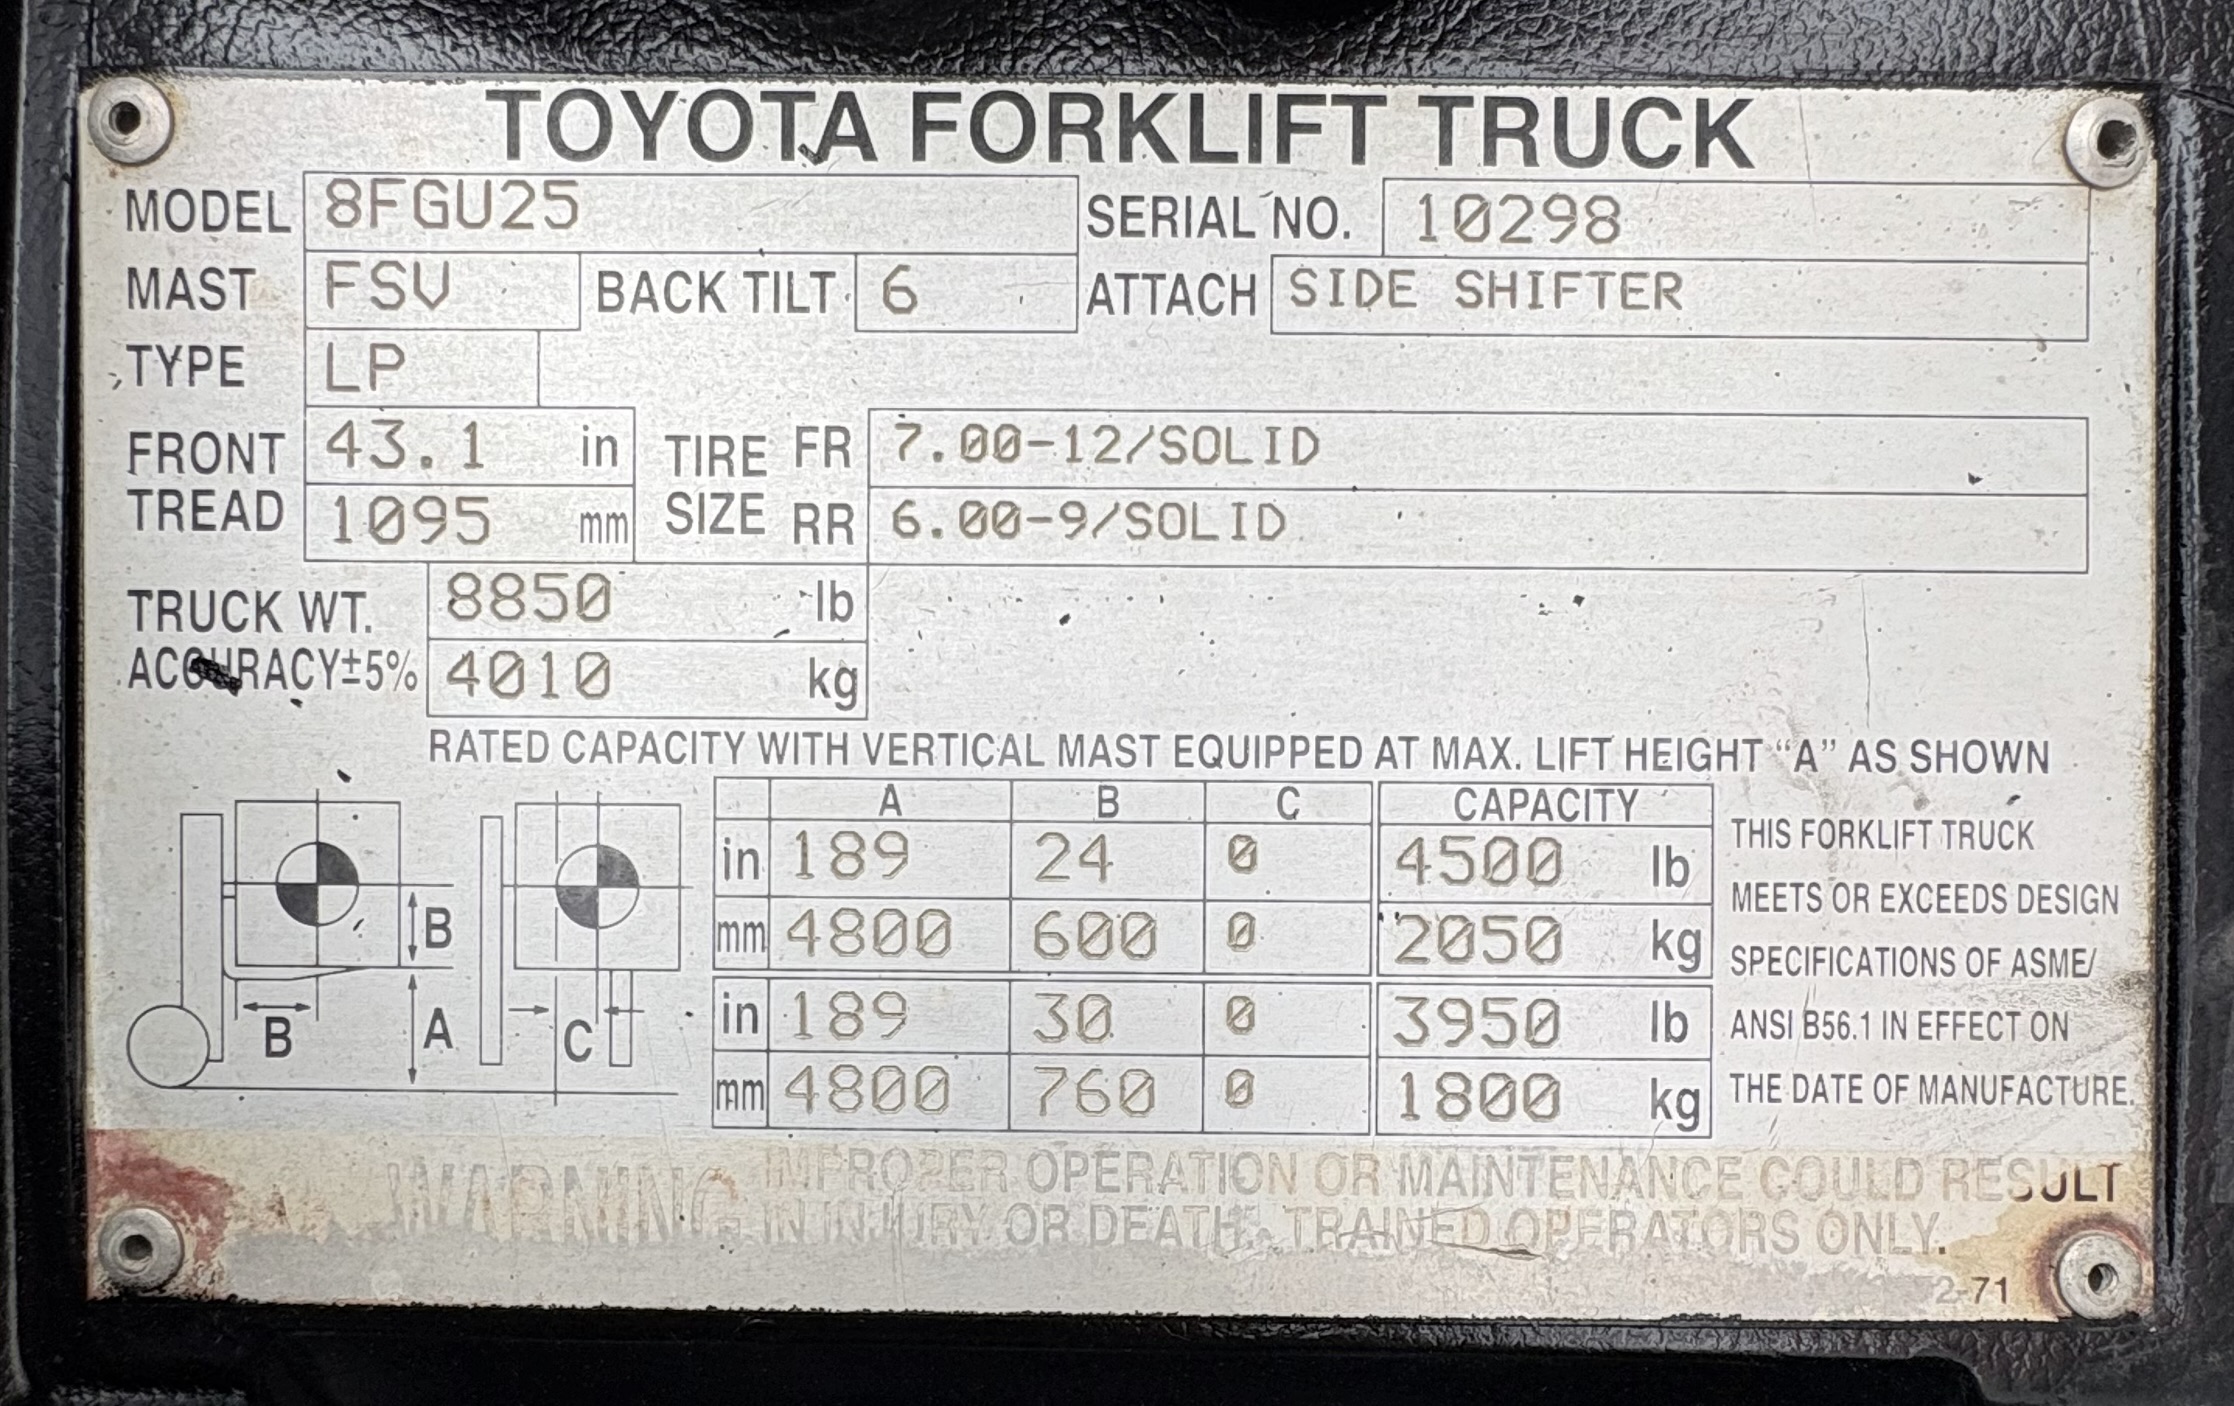 TOYOTA FORKLIFT TRUCK
MODEL 8FGU25 SERIAL NO. 10298
MAST FSV BACK TILT 6 ATTACH SIDE SHIFTER
TYPE LP
FRONT TREAD 43.1 in TIRE SIZE FR 7.00-12/SOLID
1095 mm RR 6.00-9/SOLID
TRUCK WT. 8850 lb
ACCURACY±5% 4010 kg
RATED CAPACITY WITH VERTICAL MAST EQUIPPED AT MAX. LIFT HEIGHT “A” AS SHOWN
A B C CAPACITY
in 189 24 0 4500 lb
mm 4800 600 0 2050 kg
in 189 30 0 3950 lb
mm 4800 760 0 1800 kg
B
B
A
C
THIS FORKLIFT TRUCK
MEETS OR EXCEEDS DESIGN
SPECIFICATIONS OF ASME/
ANSI B56.1 IN EFFECT ON
THE DATE OF MANUFACTURE.
WARNING IMPROPER OPERATION OR MAINTENANCE COULD RESULT
IN INJURY OR DEATH. TRAINED OPERATORS ONLY.
2-71